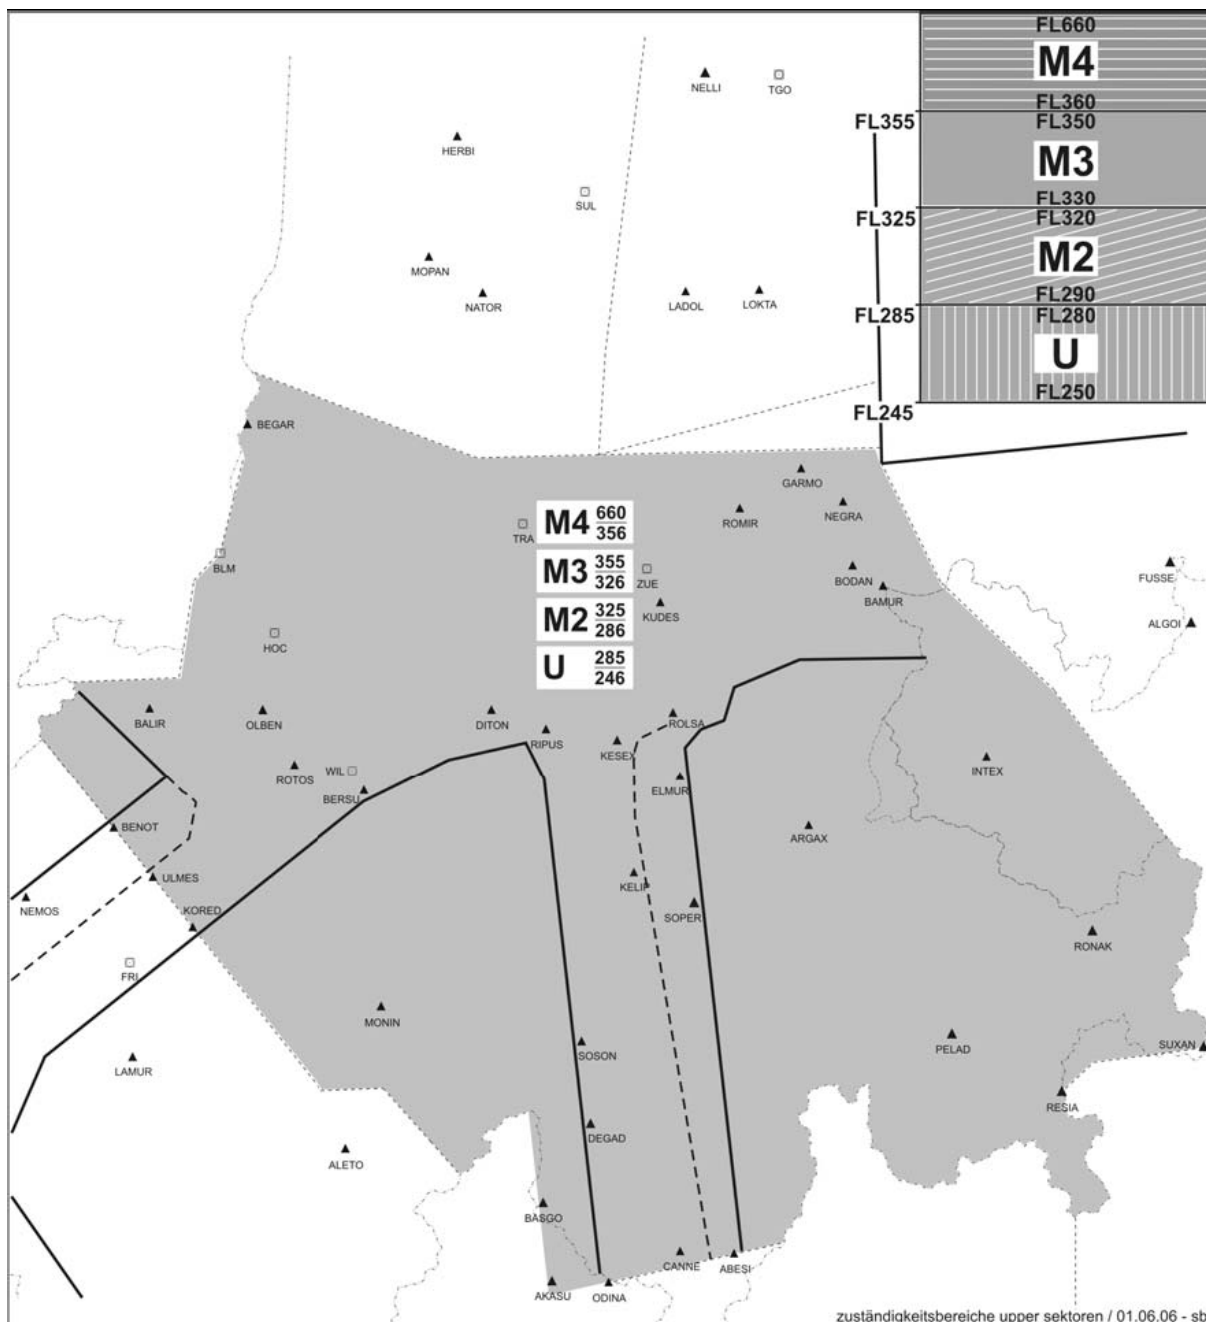 FL660
M4
FL360
FL355
FL350
M3
FL330
FL325
FL320
M2
FL290
FL285
FL280
U
FL250
FL245
NELLI
TGO
HERBI
SUL
MOPAN
NATOR
LADOL
LOKTA
BEGAR
GARMO
NEGRA
ROMIR
TRA
M4 660
356
BLM
M3 355
326
ZUE
BODAN
BAMUR
FUSSE
KUDES
M2 325
286
ALGOI
HOC
U 285
246
BALIR
OLBEN
DITON
RIPUS
ROLSA
KESEX
ROTOS
WIL
BERSU
ELMUR
INTEX
BENOT
ARGAX
ULMES
KELIP
NEMOS
KORED
SOPER
RONAK
FRI
MONIN
SOSON
PELAD
SUXAN
LAMUR
RESIA
DEGAD
ALETO
BASGO
CANNE
ABESI
AKASU
ODINA
zuständigkeitsbereiche upper sektoren / 01.06.06 - sb